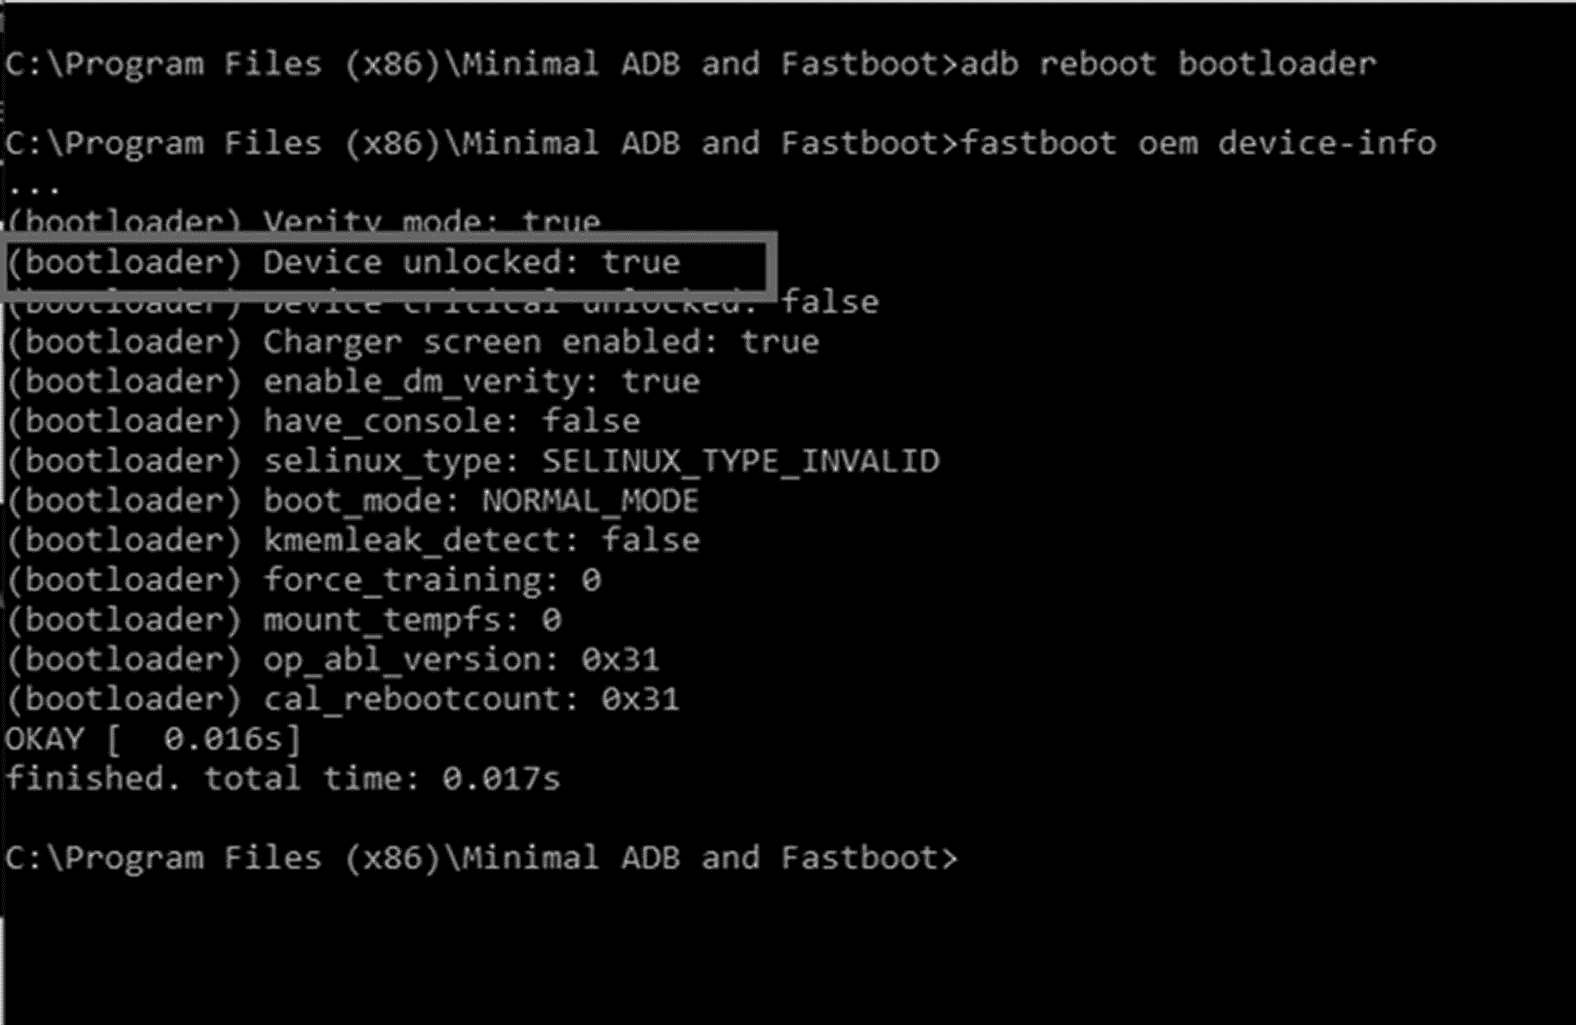 C:\Program Files (x86)\Minimal ADB and Fastboot>adb reboot bootloader
C:\Program Files (x86)\Minimal ADB and Fastboot>fastboot oem device-info
...
(bootloader) Verity mode: true
(bootloader) Device unlocked: true
(bootloader) Device critical unlocked: false
(bootloader) Charger screen enabled: true
(bootloader) enable_dm_verity: true
(bootloader) have_console: false
(bootloader) selinux_type: SELINUX_TYPE_INVALID
(bootloader) boot_mode: NORMAL_MODE
(bootloader) kmemleak_detect: false
(bootloader) force_training: 0
(bootloader) mount_tempfs: 0
(bootloader) op_abl_version: 0x31
(bootloader) cal_rebootcount: 0x31
OKAY [  0.016s]
finished. total time: 0.017s
C:\Program Files (x86)\Minimal ADB and Fastboot>